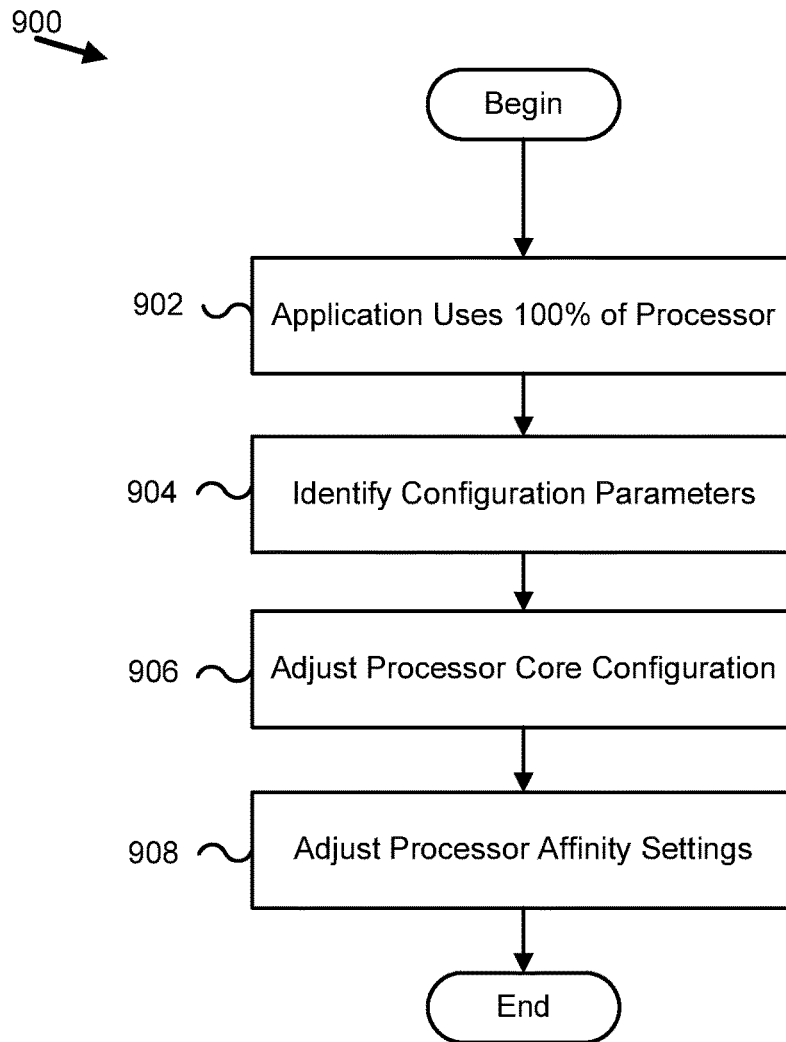 900
Begin
902
Application Uses 100% of Processor
904
Identify Configuration Parameters
906
Adjust Processor Core Configuration
908
Adjust Processor Affinity Settings
End